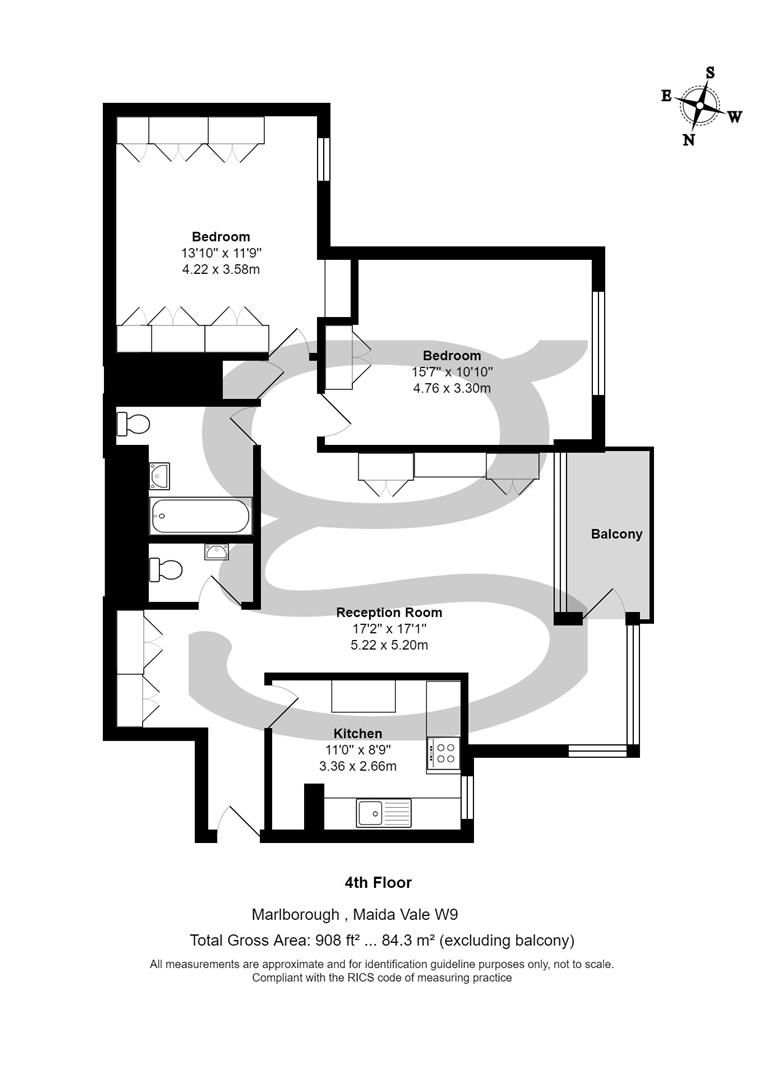 S
E
W
N
Bedroom
13'10" x 11'9"
4.22 x 3.58m
Bedroom
15'7" x 10'10"
4.76 x 3.30m
Balcony
Reception Room
17'2" x 17'1"
5.22 x 5.20m
Kitchen
11'0" x 8'9"
3.36 x 2.66m
4th Floor
Marlborough , Maida Vale W9
Total Gross Area: 908 ft² ... 84.3 m² (excluding balcony)
All measurements are approximate and for identification guideline purposes only, not to scale.
Compliant with the RICS code of measuring practice